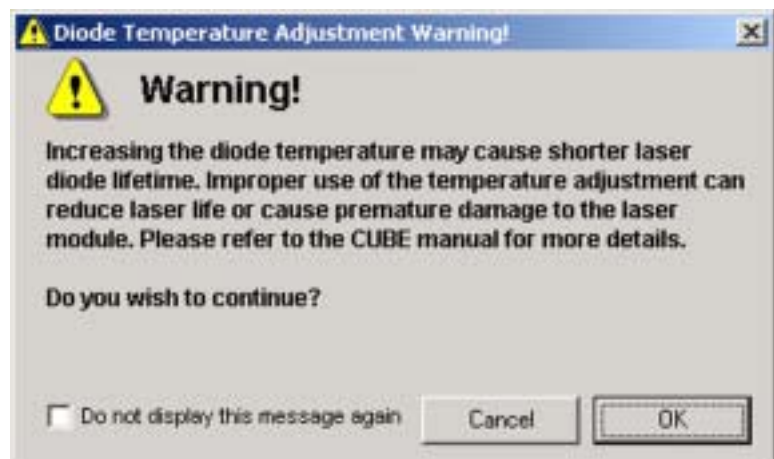 Diode Temperature Adjustment Warning!
Warning!
Increasing the diode temperature may cause shorter laser
diode lifetime. Improper use of the temperature adjustment can
reduce laser life or cause premature damage to the laser
module. Please refer to the CUBE manual for more details.
Do you wish to continue?
Do not display this message again
Cancel
OK